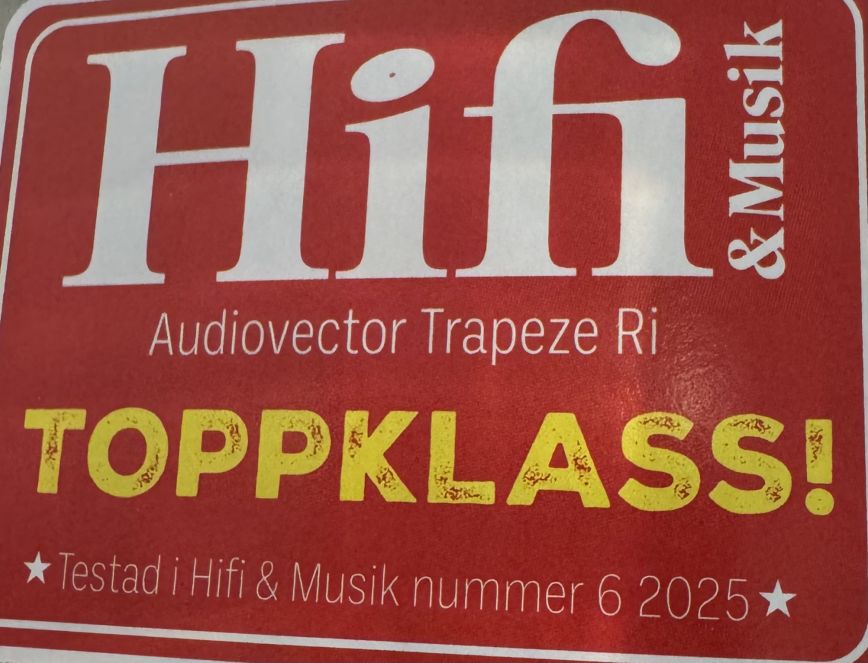 Hifi
& Musik
Audiovector Trapeze Ri
TOPPKLASS!
Testad i Hifi & Musik nummer 6 2025